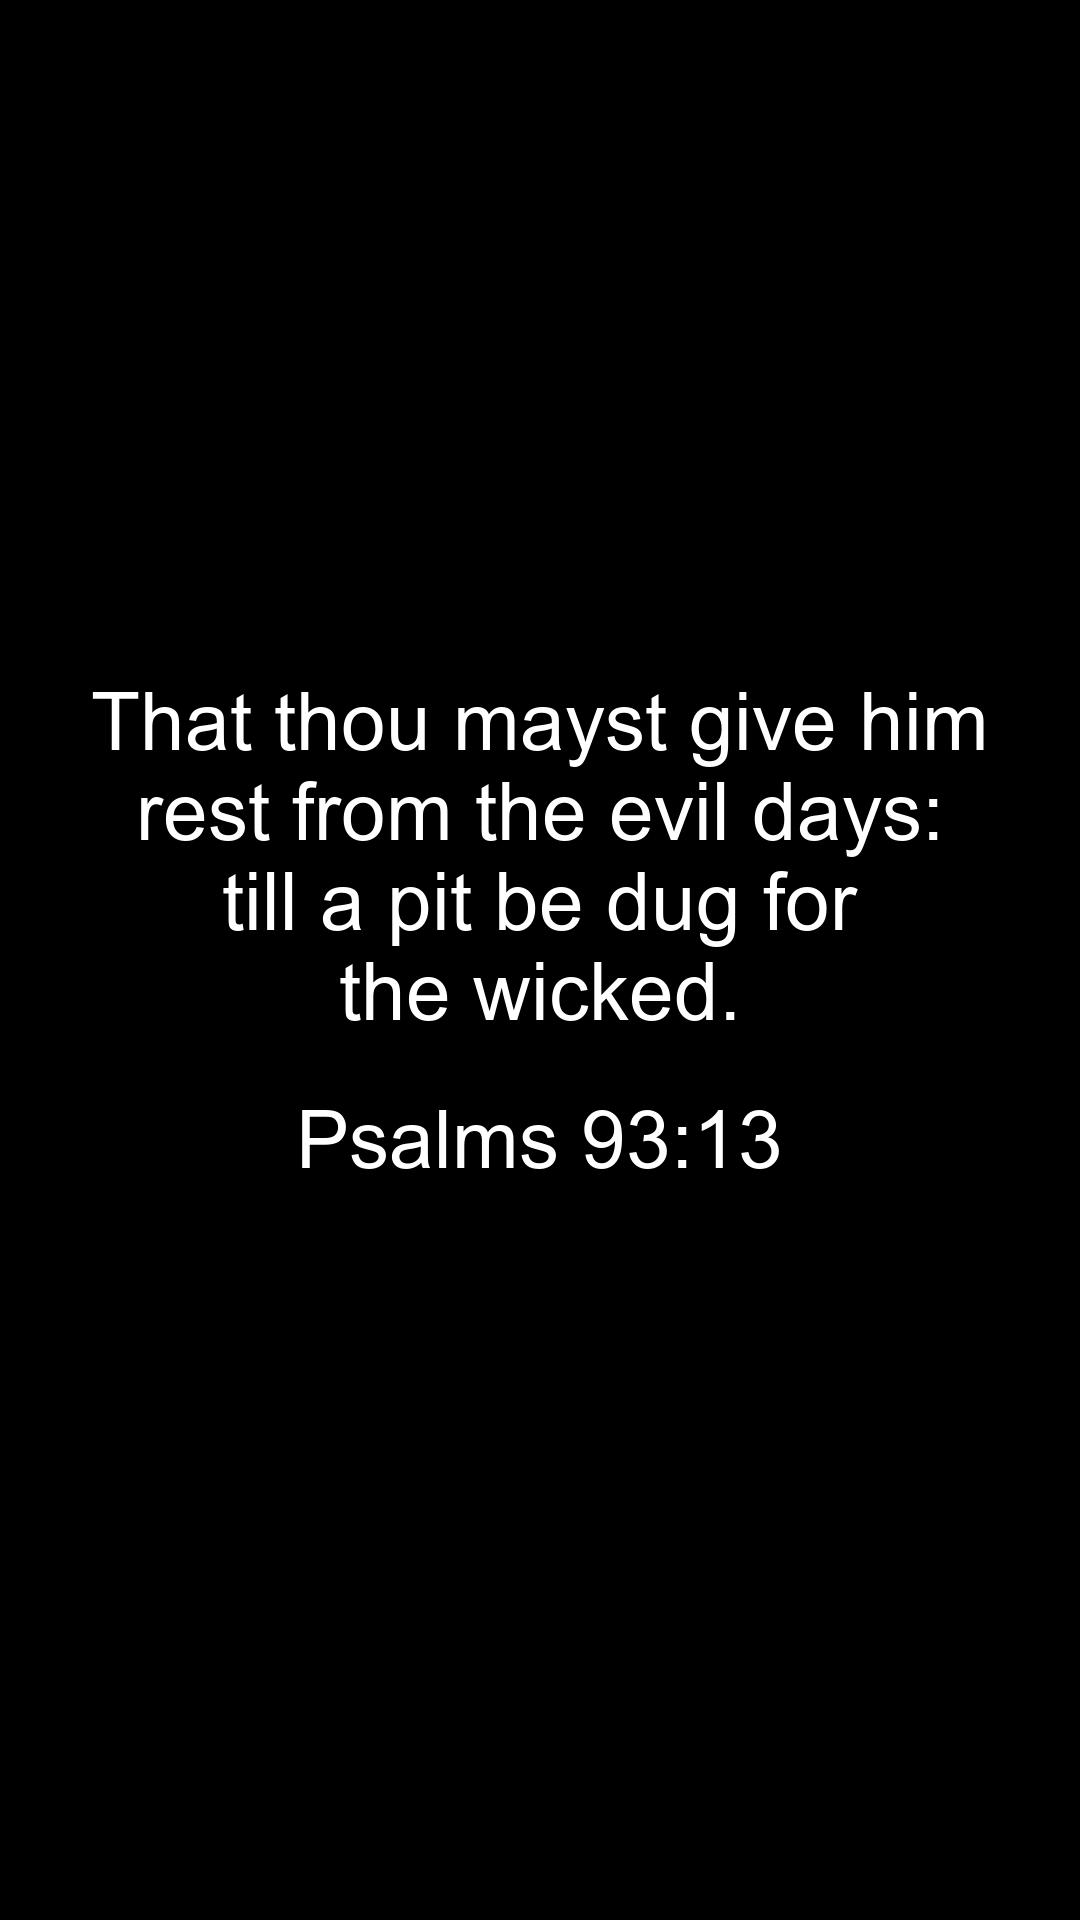 That thou mayst give him
rest from the evil days:
till a pit be dug for
the wicked.
Psalms 93:13